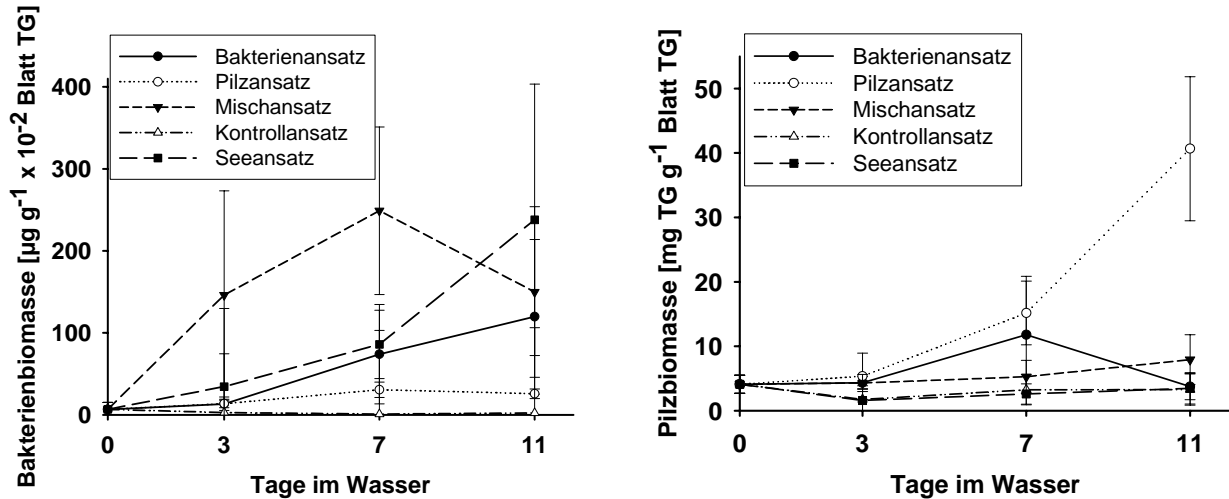 Bakterienbiomasse [µg g⁻¹ x 10⁻² Blatt TG]
400
300
200
100
0
Bakterienansatz
Pilzansatz
Mischansatz
Kontrollansatz
Seeansatz
0 3 7 11
Tage im Wasser
Pilzbiomasse [mg TG g⁻¹ Blatt TG]
50
40
30
20
10
0
Bakterienansatz
Pilzansatz
Mischansatz
Kontrollansatz
Seeansatz
0 3 7 11
Tage im Wasser